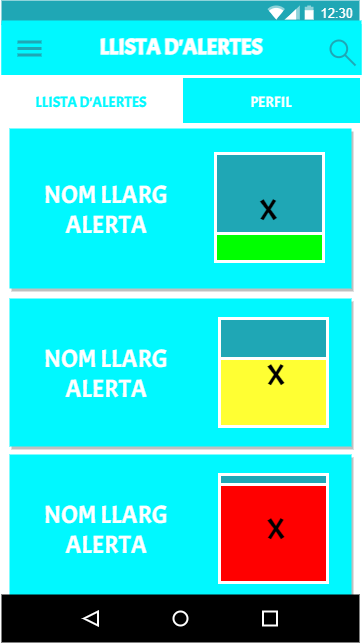 12:30
LLISTA D'ALERTES
LLISTA D'ALERTES PERFIL
NOM LLARG
ALERTA
X
NOM LLARG
ALERTA
X
NOM LLARG
ALERTA
X